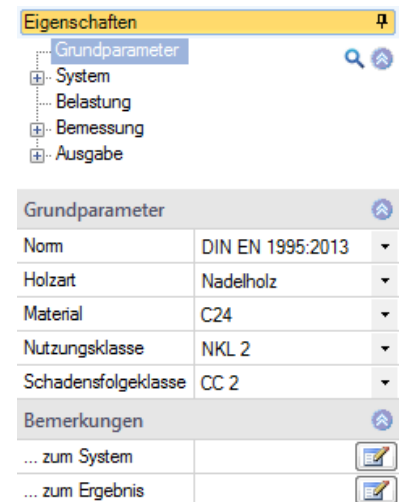 Eigenschaften
Grundparameter
System
Belastung
Bemessung
Ausgabe
Grundparameter
Norm DIN EN 1995:2013
Holzart Nadelholz
Material C24
Nutzungsklasse NKL 2
Schadensfolgeklasse CC 2
Bemerkungen
... zum System
... zum Ergebnis